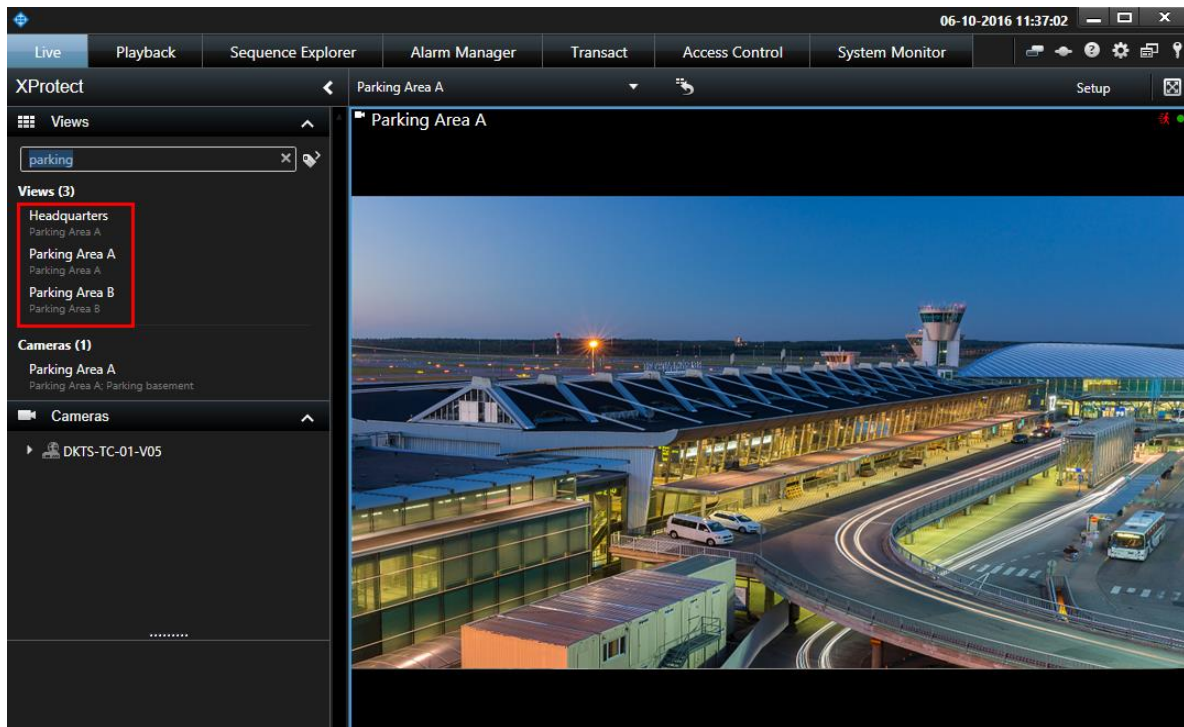 06-10-2016 11:37:02
Live Playback Sequence Explorer Alarm Manager Transact Access Control System Monitor
XProtect
Parking Area A
Setup
Views
Parking Area A
parking
Views (3)
Headquarters
Parking Area A
Parking Area A
Parking Area A
Parking Area B
Parking Area B
Cameras (1)
Parking Area A
Parking Area A; Parking basement
Cameras
DKTS-TC-01-V05